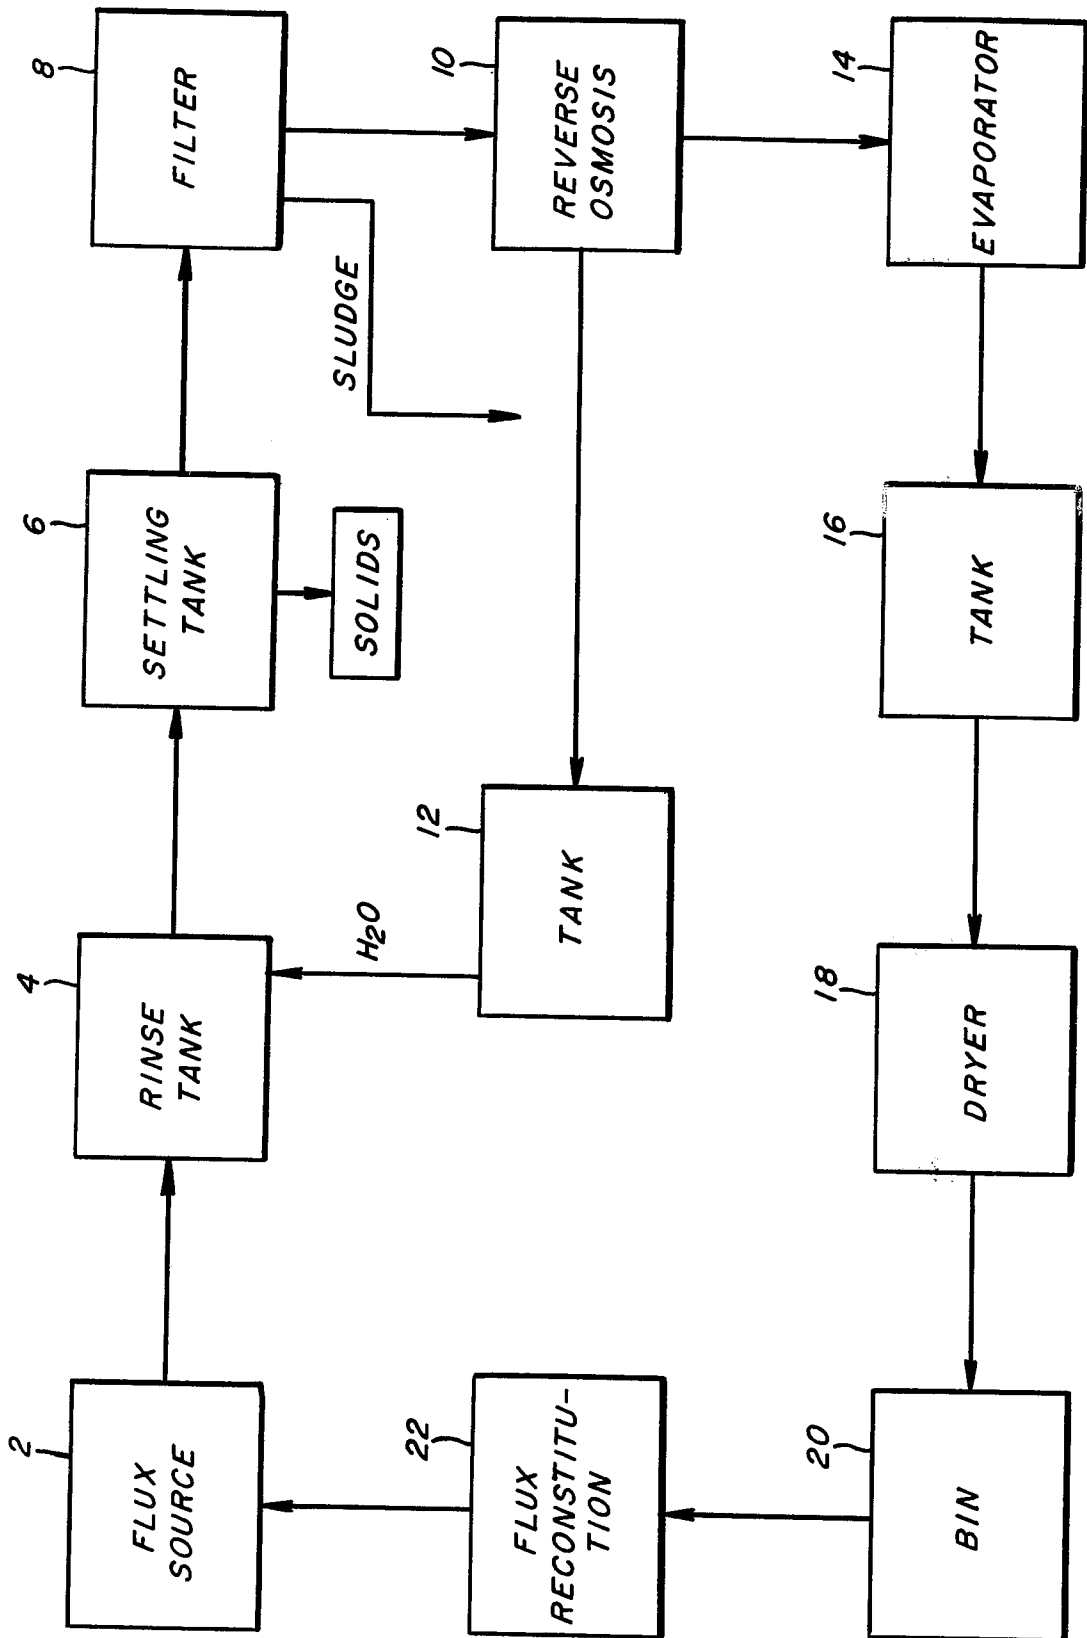 2
FLUX
SOURCE
4
RINSE
TANK
6
SETTLING
TANK
8
FILTER
SOLIDS
SLUDGE
H2O
22
FLUX
RECONSTITU-
TION
12
TANK
10
REVERSE
OSMOSIS
20
BIN
18
DRYER
16
TANK
14
EVAPORATOR